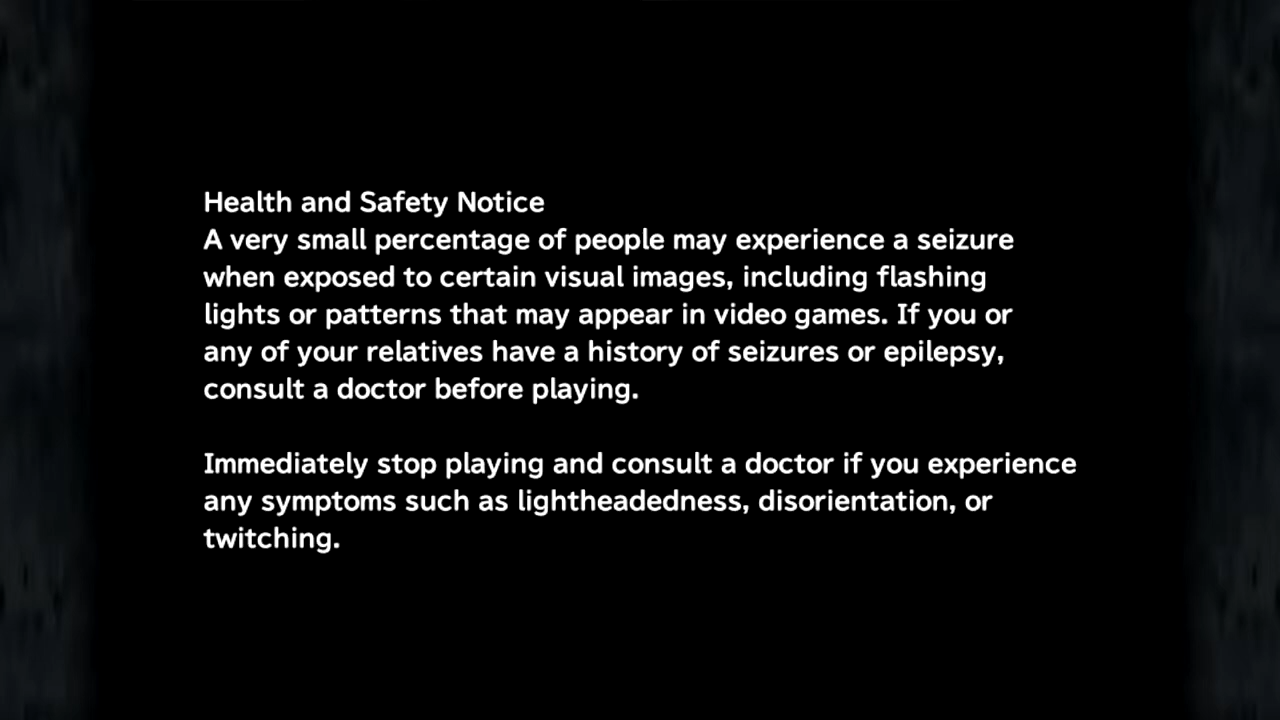 Health and Safety Notice
A very small percentage of people may experience a seizure
when exposed to certain visual images, including flashing
lights or patterns that may appear in video games. If you or
any of your relatives have a history of seizures or epilepsy,
consult a doctor before playing.
Immediately stop playing and consult a doctor if you experience
any symptoms such as lightheadedness, disorientation, or
twitching.